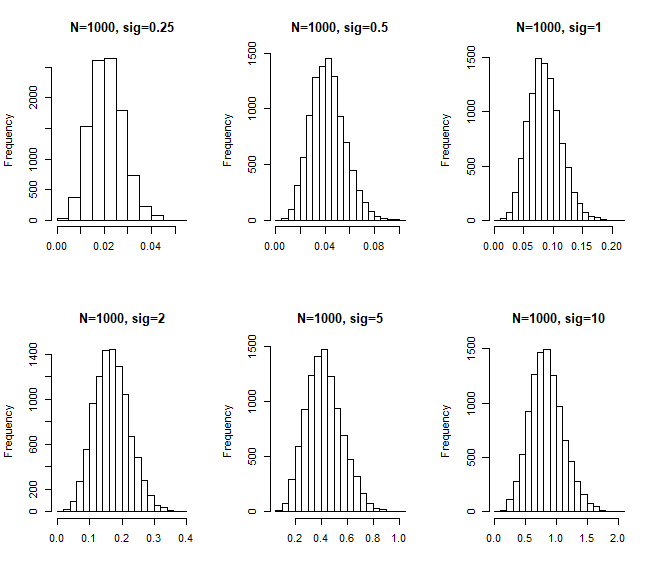 N=1000, sig=0.25 N=1000, sig=0.5 N=1000, sig=1
Frequency
0 500 1000 2000
0.00 0.02 0.04
Frequency
0 500 1000 1500
0.00 0.04 0.08
Frequency
0 500 1000 1500
0.00 0.05 0.10 0.15 0.20
N=1000, sig=2 N=1000, sig=5 N=1000, sig=10
Frequency
0 200 600 1000 1400
0.0 0.1 0.2 0.3 0.4
Frequency
0 500 1000 1500
0.2 0.4 0.6 0.8 1.0
Frequency
0 500 1000 1500
0.0 0.5 1.0 1.5 2.0